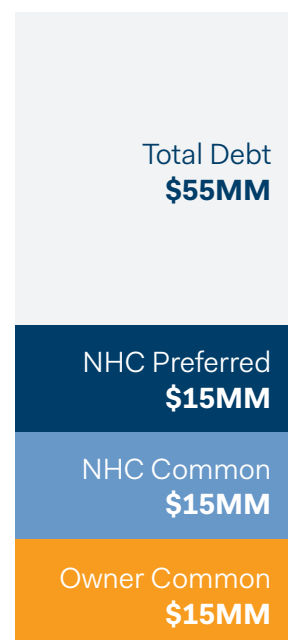 Total Debt
$55MM
NHC Preferred
$15MM
NHC Common
$15MM
Owner Common
$15MM